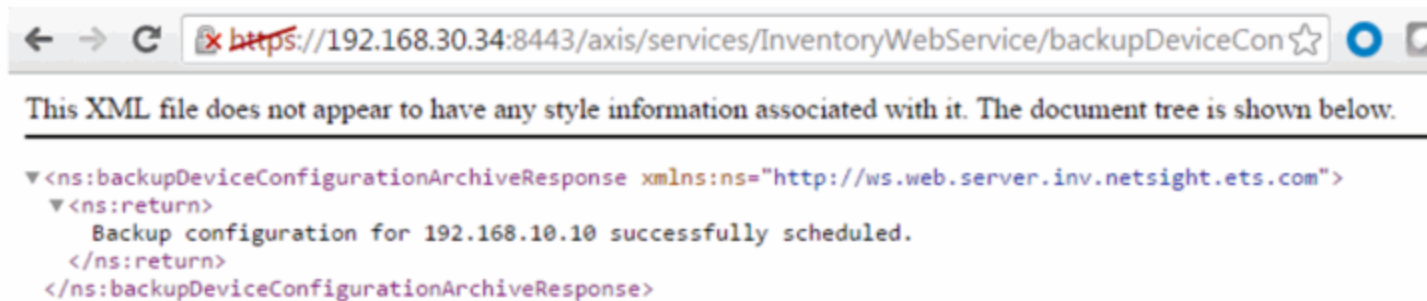 https://192.168.30.34:8443/axis/services/InventoryWebService/backupDeviceCon
This XML file does not appear to have any style information associated with it. The document tree is shown below.
▼<ns:backupDeviceConfigurationArchiveResponse xmlns:ns="http://ws.web.server.inv.netsight.ets.com">
▼<ns:return>
Backup configuration for 192.168.10.10 successfully scheduled.
</ns:return>
</ns:backupDeviceConfigurationArchiveResponse>